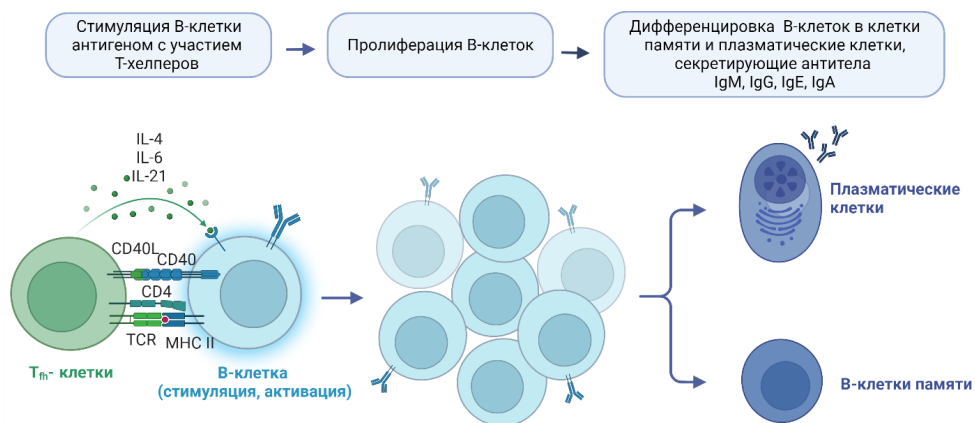 Стимуляция В-клетки
антигеном с участием
Т-хелперов
Пролиферация В-клеток
Дифференцировка В-клеток в клетки
памяти и плазматические клетки,
секретирующие антитела
IgM, IgG, IgE, IgA
IL-4
IL-6
IL-21
CD40L
CD40
CD4
TCR
MHC II
Tfh- клетки
В-клетка
(стимуляция, активация)
Плазматические
клетки
В-клетки памяти